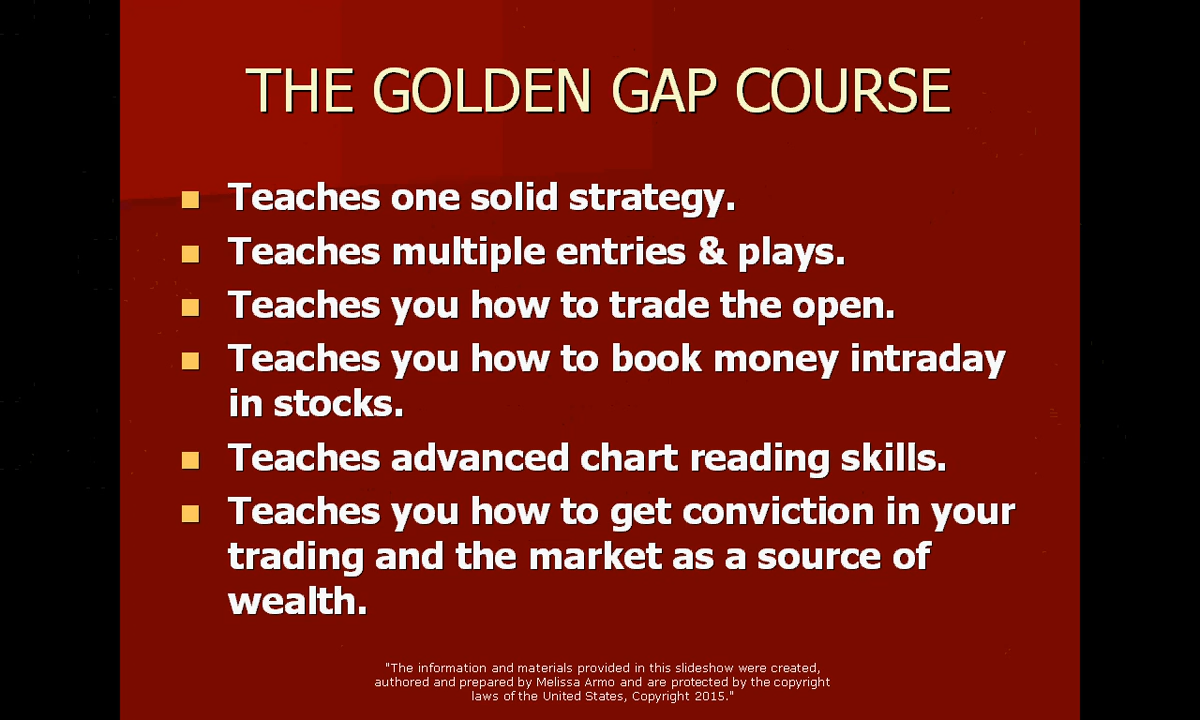 THE GOLDEN GAP COURSE
Teaches one solid strategy.
Teaches multiple entries & plays.
Teaches you how to trade the open.
Teaches you how to book money intraday
in stocks.
Teaches advanced chart reading skills.
Teaches you how to get conviction in your
trading and the market as a source of
wealth.
"The information and materials provided in this slideshow were created,
authored and prepared by Melissa Armo and are protected by the copyright
laws of the United States, Copyright 2015."